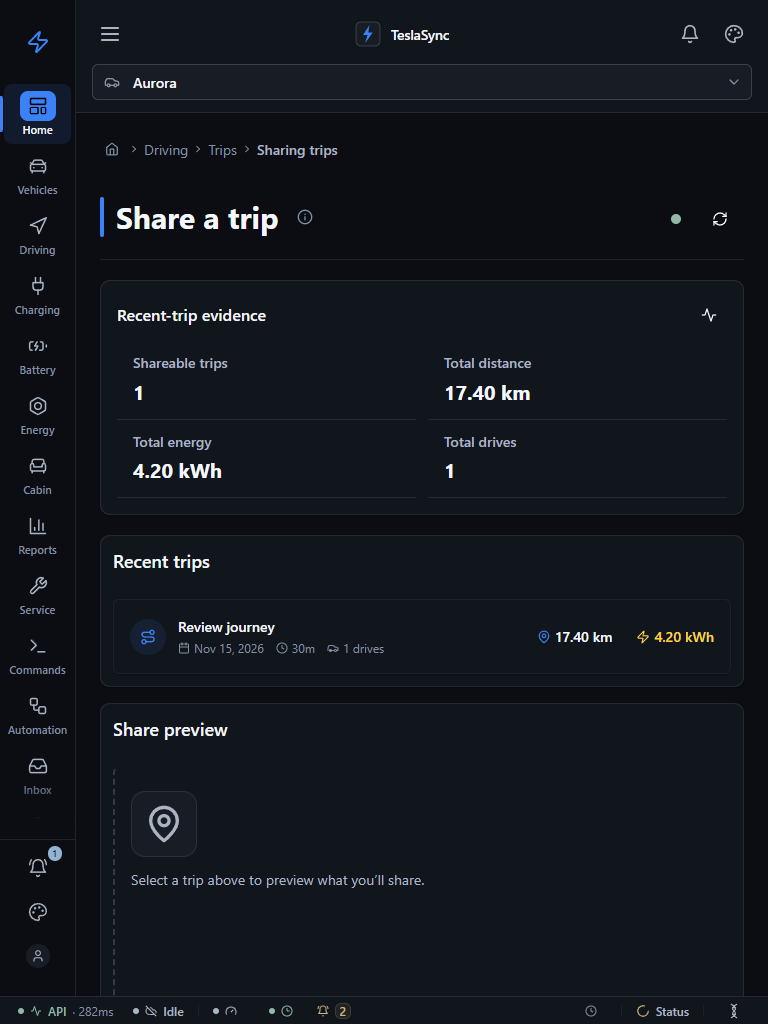 TeslaSync
Aurora
Home
Vehicles
Driving
Charging
Battery
Energy
Cabin
Reports
Service
Commands
Automation
Inbox
1
Driving > Trips > Sharing trips
Share a trip
Recent-trip evidence
Shareable trips
1
Total distance
17.40 km
Total energy
4.20 kWh
Total drives
1
Recent trips
Review journey
Nov 15, 2026 30m 1 drives
17.40 km 4.20 kWh
Share preview
Select a trip above to preview what you’ll share.
API · 282ms Idle 2 Status